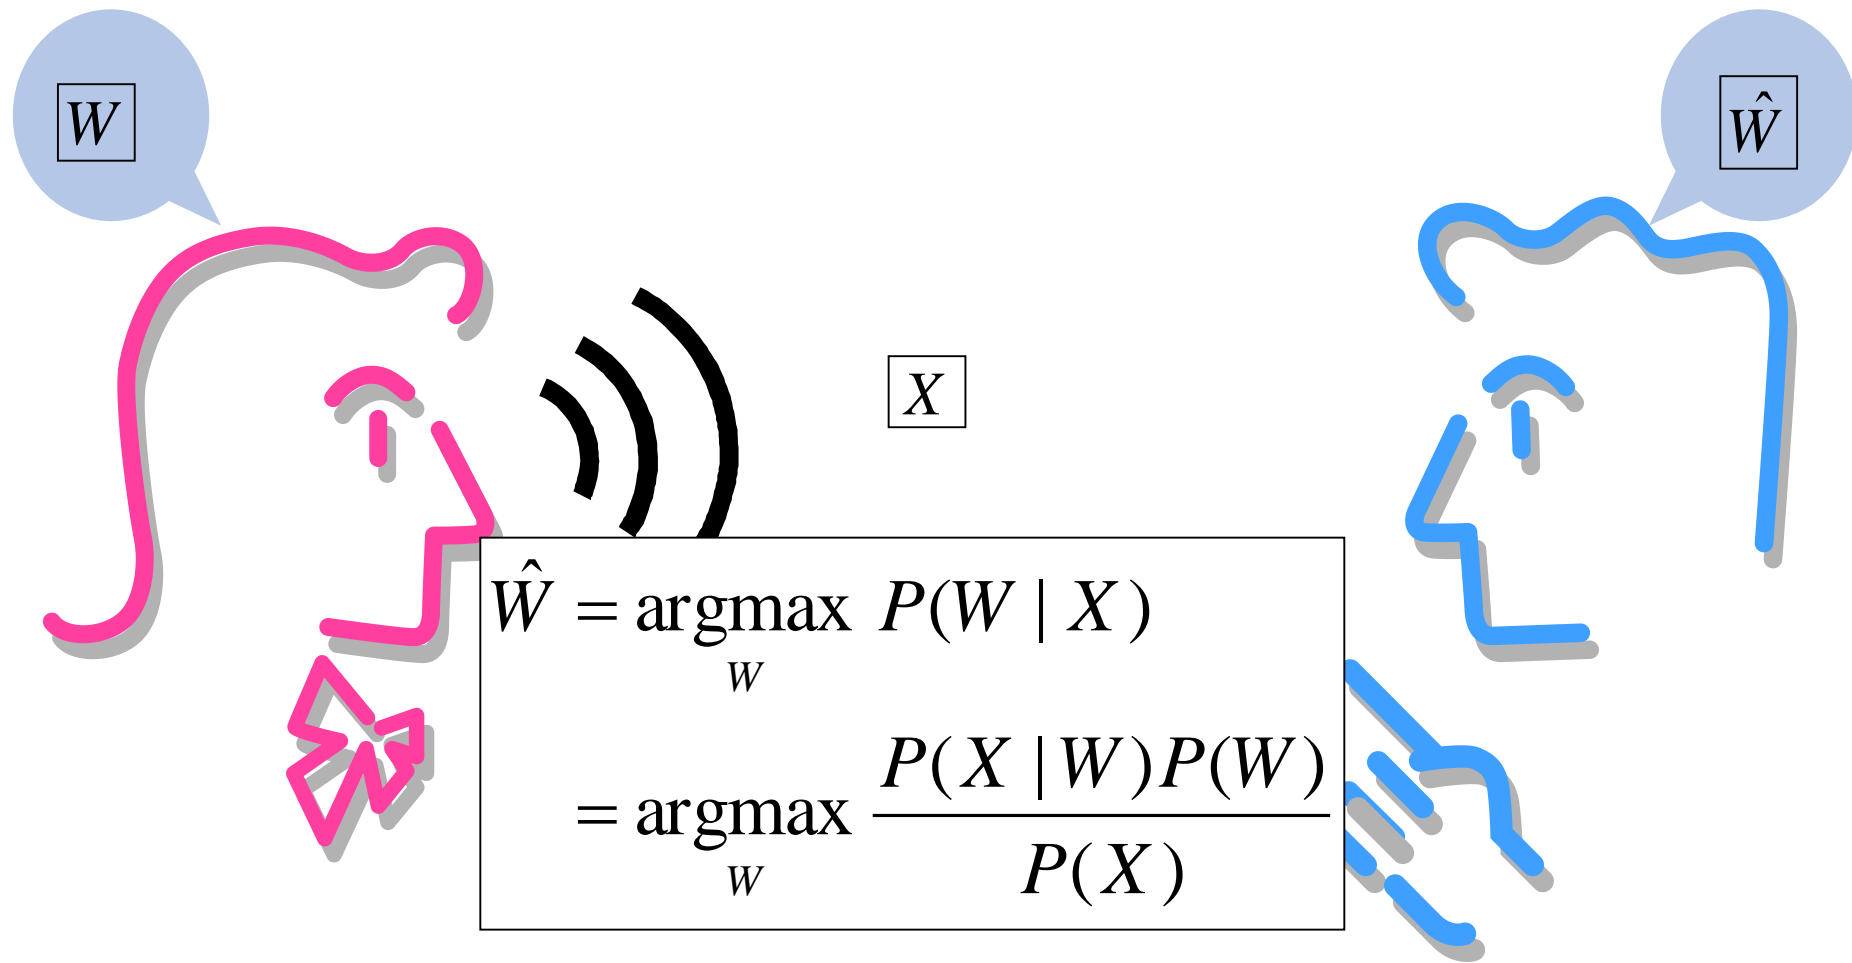 W
Ŵ
X
Ŵ = argmax P(W | X)
W
= argmax P(X | W)P(W)
W
P(X)